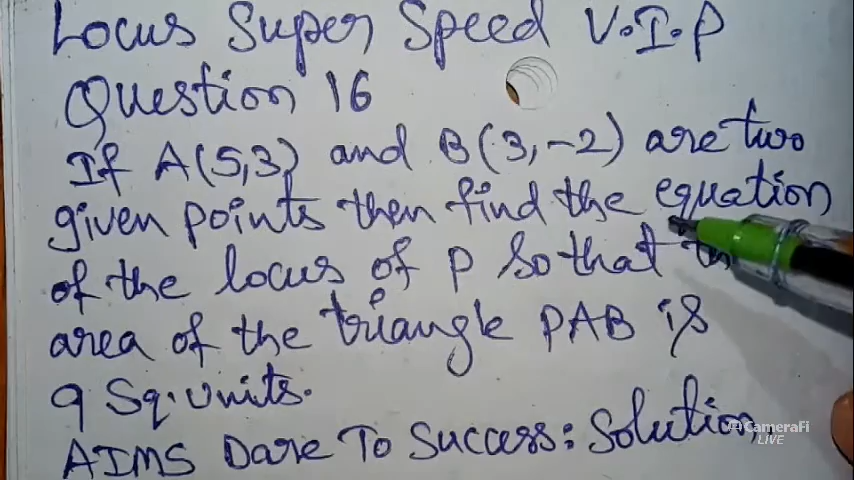 Locus Super Speed V.I.P
Question 16
If A(5,3) and B(3,-2) are two
given points then find the equation
of the locus of P so that
area of the triangle PAB is
9 Sq.units.
AIMS Dare To Success: Solution
CameraFi
LIVE